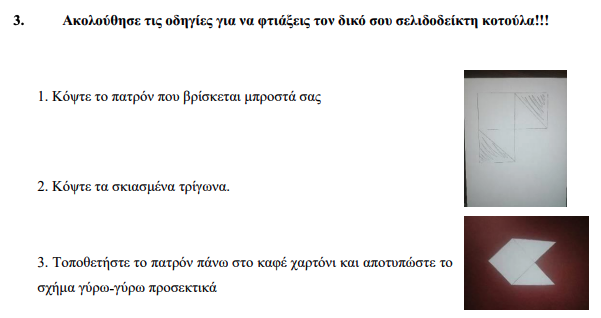 3. Ακολούθησε τις οδηγίες για να φτιάξεις τον δικό σου σελιδοδείκτη κοτούλα!!!
1. Κόψτε το πατρόν που βρίσκεται μπροστά σας
2. Κόψτε τα σκιασμένα τρίγωνα.
3. Τοποθετήστε το πατρόν πάνω στο καφέ χαρτόνι και αποτυπώστε το
σχήμα γύρω-γύρω προσεκτικά